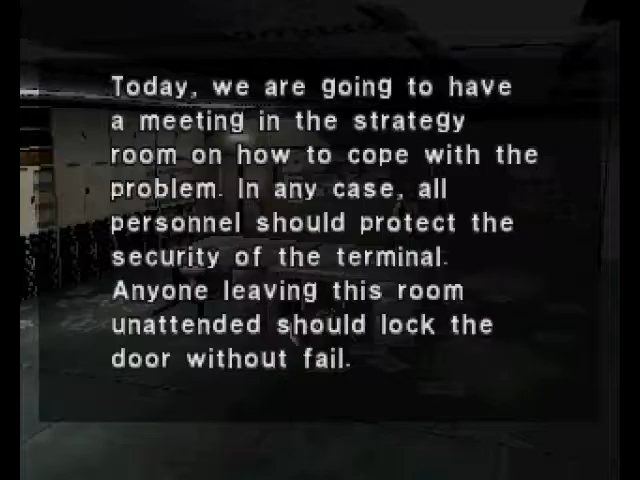 Today, we are going to have
a meeting in the strategy
room on how to cope with the
problem. In any case, all
personnel should protect the
security of the terminal.
Anyone leaving this room
unattended should lock the
door without fail.